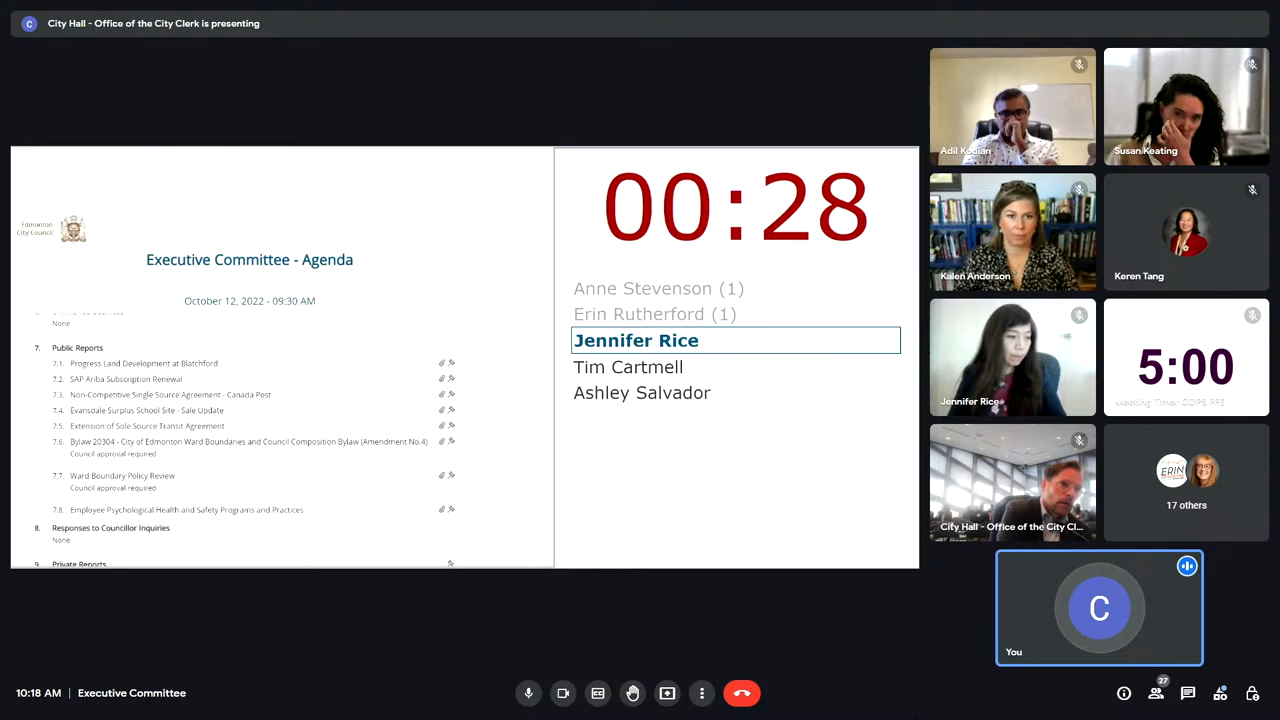 C City Hall - Office of the City Clerk is presenting
Edmonton
City Council
Executive Committee - Agenda
October 12, 2022 - 09:30 AM
None
7. Public Reports
7.1. Progress Land Development at Blatchford
7.2. SAP Ariba Subscription Renewal
7.3. Non-Competitive Single Source Agreement - Canada Post
7.4. Evansdale Surplus School Site - Sale Update
7.5. Extension of Sole Source Transit Agreement
7.6. Bylaw 20304 - City of Edmonton Ward Boundaries and Council Composition Bylaw (Amendment No.4)
Council approval required
7.7. Ward Boundary Policy Review
Council approval required
7.8. Employee Psychological Health and Safety Programs and Practices
8. Responses to Councillor Inquiries
None
9. Private Reports
00:28
Anne Stevenson (1)
Erin Rutherford (1)
Jennifer Rice
Tim Cartmell
Ashley Salvador
Adil Kodian
Susan Keating
Kalen Anderson
Keren Tang
Jennifer Rice
5:00
Meeting Timer COPS FPS
City Hall - Office of the City Cl...
ERIN
17 others
C
You
10:18 AM | Executive Committee
27